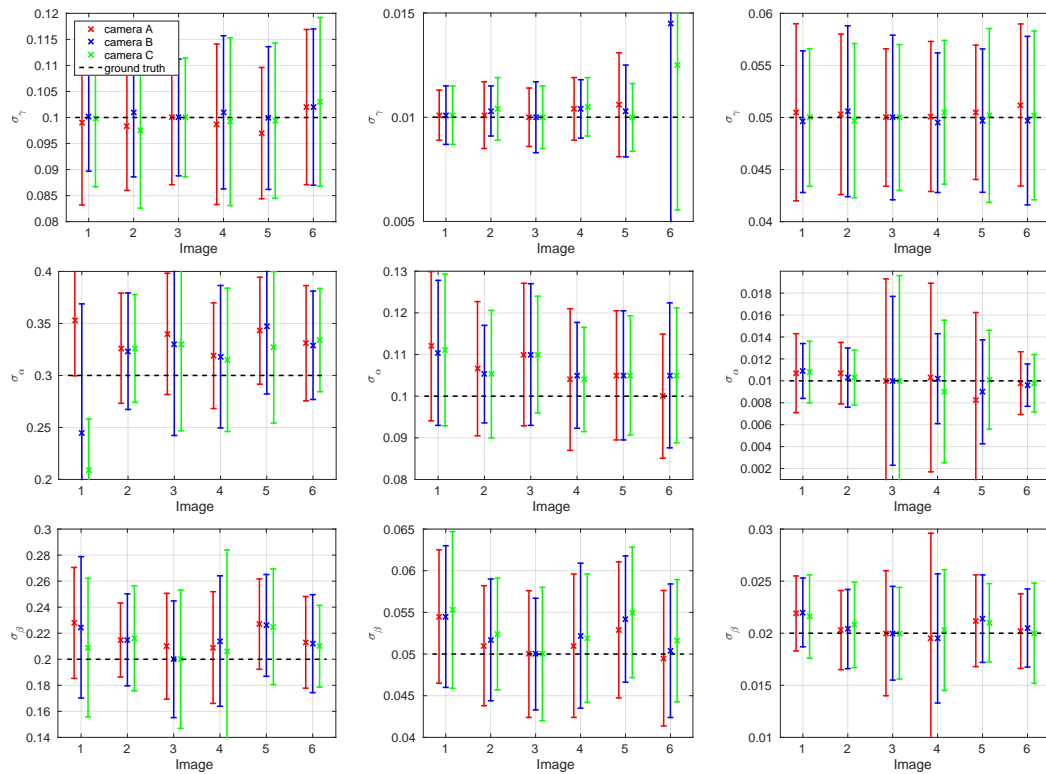 0.12
0.115
0.11
0.105
0.1
0.095
0.09
0.085
0.08
σγ
camera A
camera B
camera C
ground truth
1 2 3 4 5 6
Image
0.015
0.01
0.005
σγ
1 2 3 4 5 6
Image
0.06
0.055
0.05
0.045
0.04
σγ
1 2 3 4 5 6
Image
0.4
0.35
0.3
0.25
0.2
σα
1 2 3 4 5 6
Image
0.13
0.12
0.11
0.1
0.09
0.08
σα
1 2 3 4 5 6
Image
0.018
0.016
0.014
0.012
0.01
0.008
0.006
0.004
0.002
σα
1 2 3 4 5 6
Image
0.3
0.28
0.26
0.24
0.22
0.2
0.18
0.16
0.14
σβ
1 2 3 4 5 6
Image
0.065
0.06
0.055
0.05
0.045
0.04
σβ
1 2 3 4 5 6
Image
0.03
0.025
0.02
0.015
0.01
σβ
1 2 3 4 5 6
Image